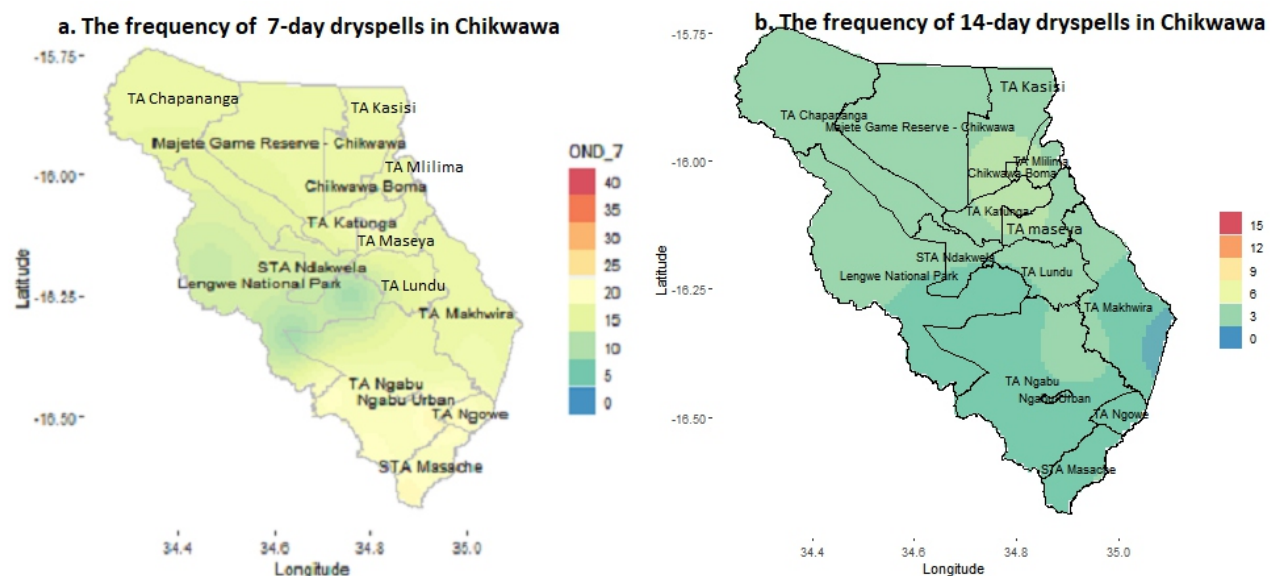 a. The frequency of 7-day dryspells in Chikwawa
-15.75
-16.00
-16.25
-16.50
Latitude
TA Chapananga
TA Kasisi
Majete Game Reserve - Chikwawa
TA Mlilima
Chikwawa Boma
TA Katunga
TA Maseya
STA Ndakwela
Lengwe National Park
TA Lundu
TA Makhwira
TA Ngabu
Ngabu Urban
TA Ngowe
STA Masache
34.4
34.6
34.8
35.0
Longitude
OND_7
40
35
30
25
20
15
10
5
0
b. The frequency of 14-day dryspells in Chikwawa
-15.75
-16.00
-16.25
-16.50
Latitude
TA Kasisi
TA Chapananga
Majete Game Reserve - Chikwawa
TA Mlilima
Chikwawa Boma
TA Katunga
TA maseya
STA Ndakwela
Lengwe National Park
TA Lundu
TA Makhwira
TA Ngabu
Ngabu Urban
TA Ngowe
STA Masache
34.4
34.6
34.8
35.0
Longitude
15
12
9
6
3
0